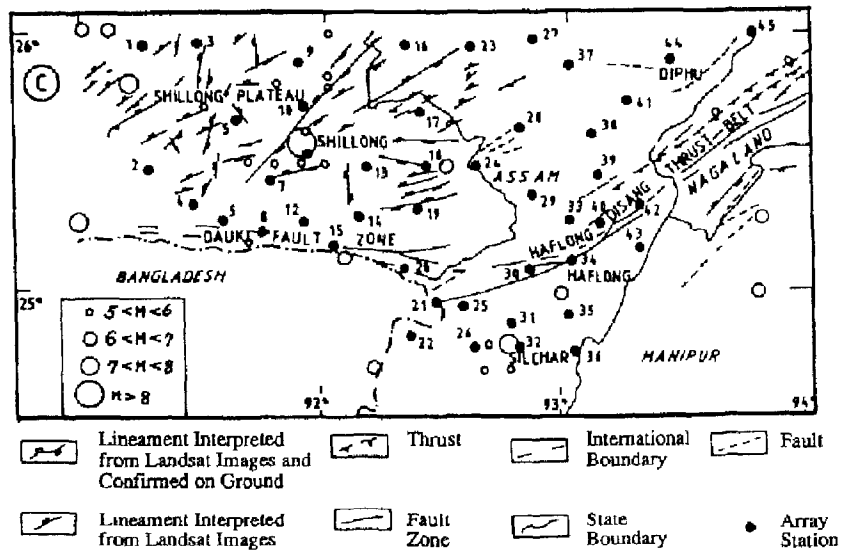 26°
1
3
9
16
23
27
37
44
45
C
DIPHU
SHILLONG PLATEAU
18
5
17
28
41
38
SHILLONG
2
7
13
18
24
ASSAM
39
THRUST BELT
NAGALAND
4
5
8
12
14
19
29
33
40
DISANG
42
DAUKI FAULT ZONE
15
HAFLONG
43
BANGLADESH
20
30
34
HAFLONG
25°
21
25
35
5<M<6
6<M<7
7<M<8
M>8
22
26
31
32
SILCHAR
36
MANIPUR
92
93
94
Lineament Interpreted
from Landsat Images and
Confirmed on Ground
Thrust
International
Boundary
Fault
Lineament Interpreted
from Landsat Images
Fault
Zone
State
Boundary
Array
Station